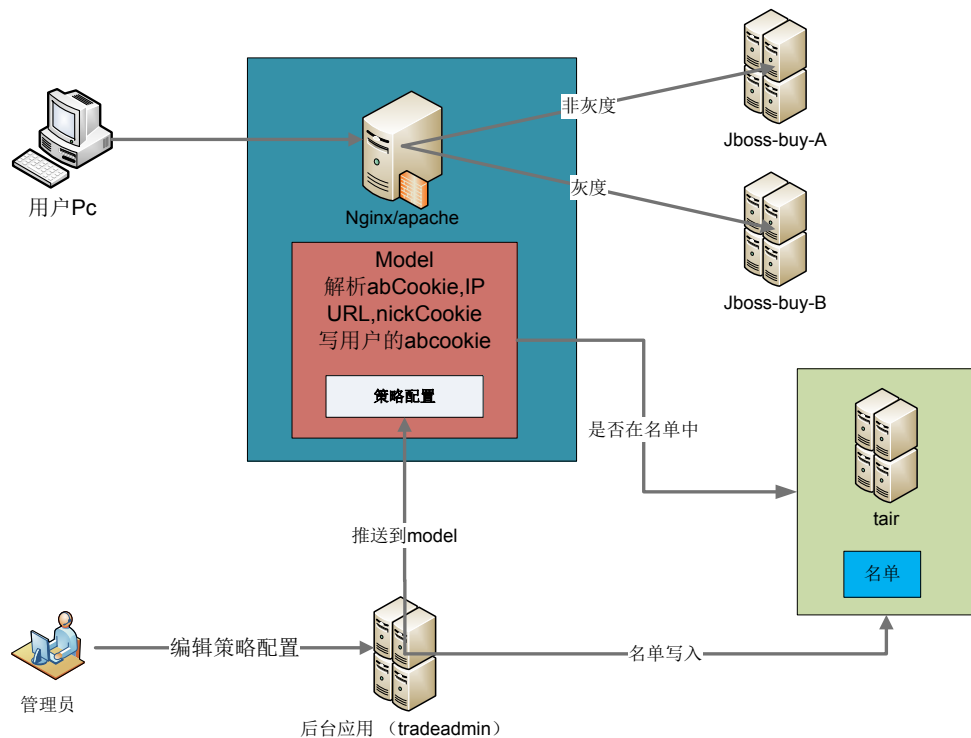 非灰度
Jboss-buy-A
用户Pc
灰度
Nginx/apache
Jboss-buy-B
Model
解析abCookie,IP
URL,nickCookie
写用户的abcookie
策略配置
是否在名单中
tair
名单
推送到model
编辑策略配置
名单写入
管理员
后台应用 （tradeadmin）